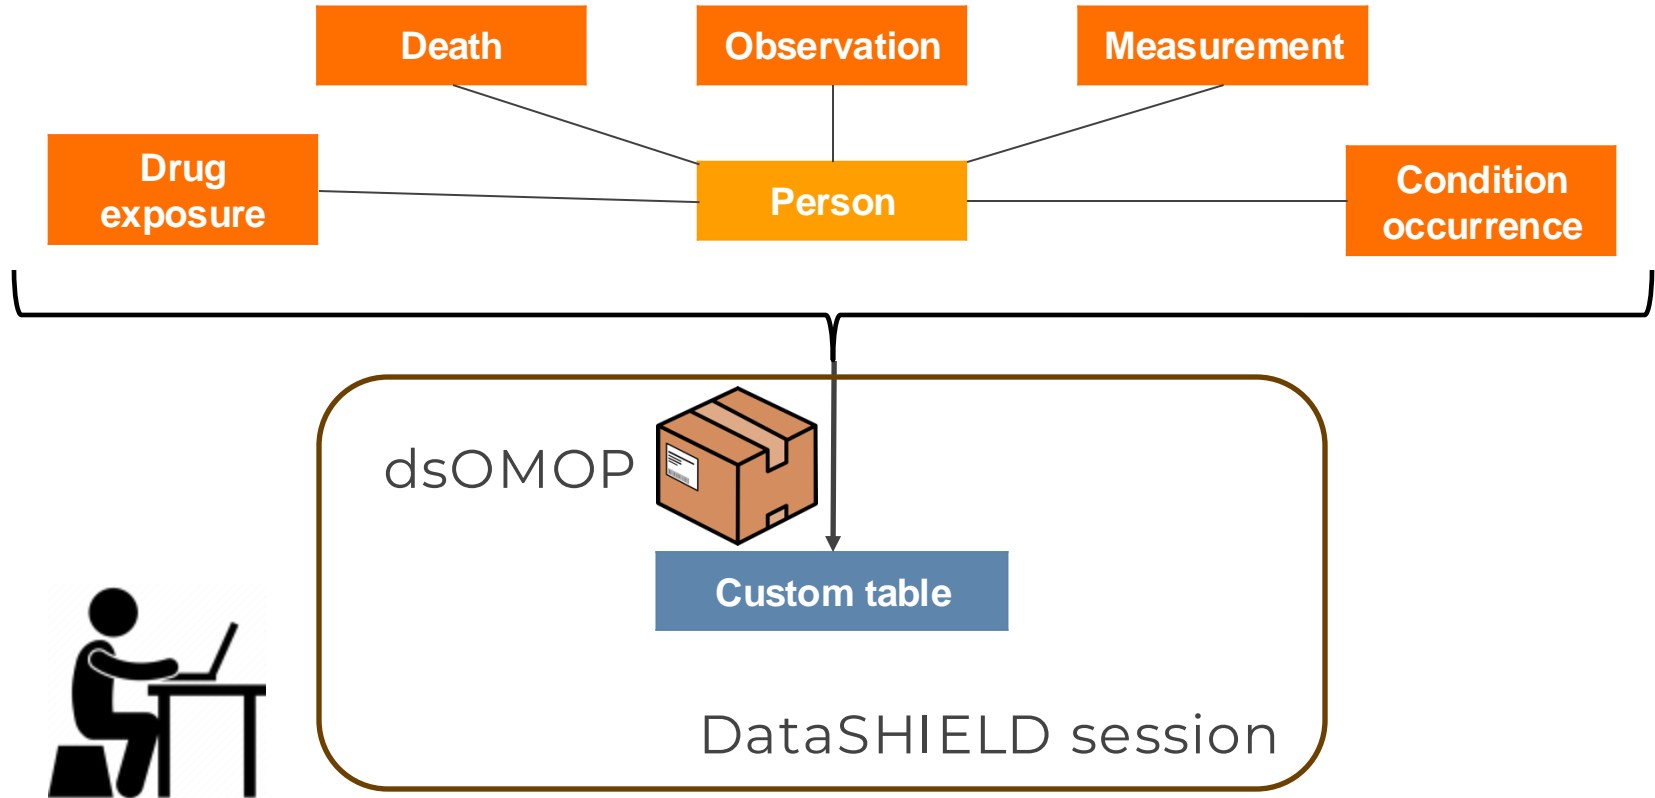 Death
Observation
Measurement
Drug
exposure
Person
Condition
occurrence
dsOMOP
Custom table
DataSHIELD session